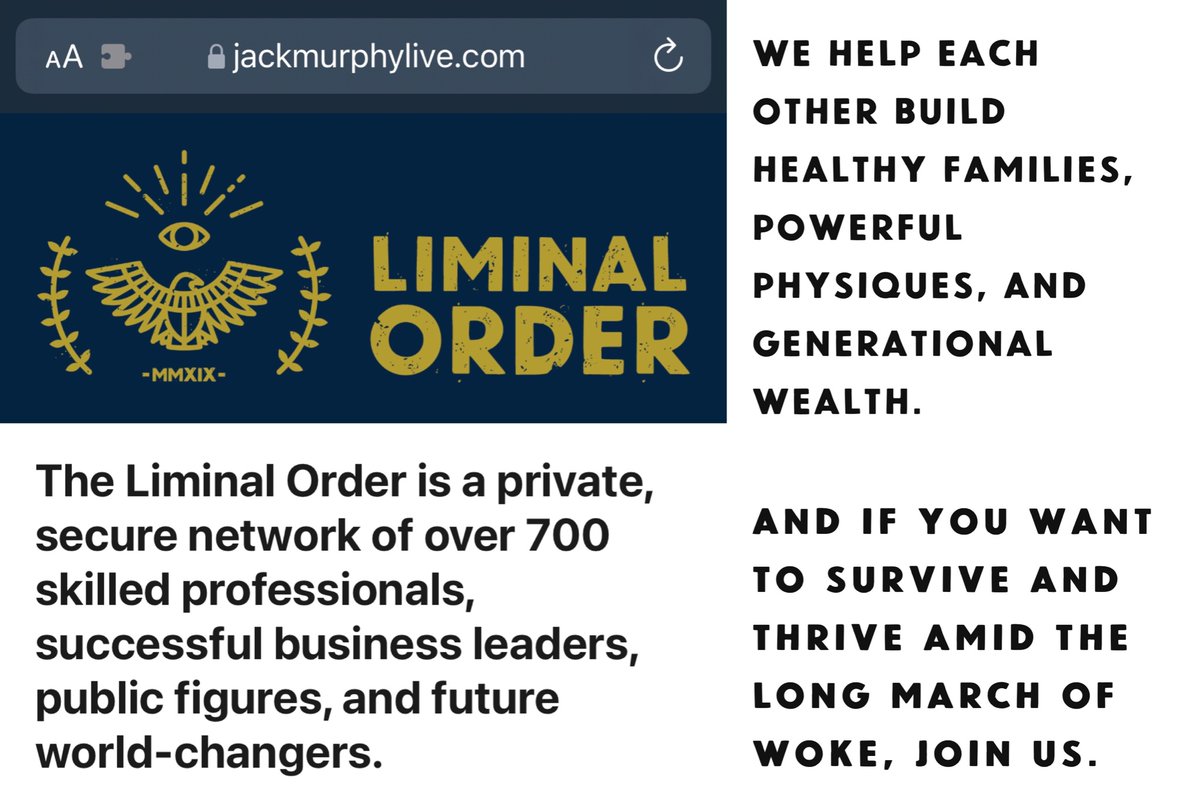 AA jackmurphylive.com
LIMINAL
ORDER
-MMXIX-
The Liminal Order is a private,
secure network of over 700
skilled professionals,
successful business leaders,
public figures, and future
world-changers.
WE HELP EACH
OTHER BUILD
HEALTHY FAMILIES,
POWERFUL
PHYSIQUES, AND
GENERATIONAL
WEALTH.
AND IF YOU WANT
TO SURVIVE AND
THRIVE AMID THE
LONG MARCH OF
WOKE, JOIN US.